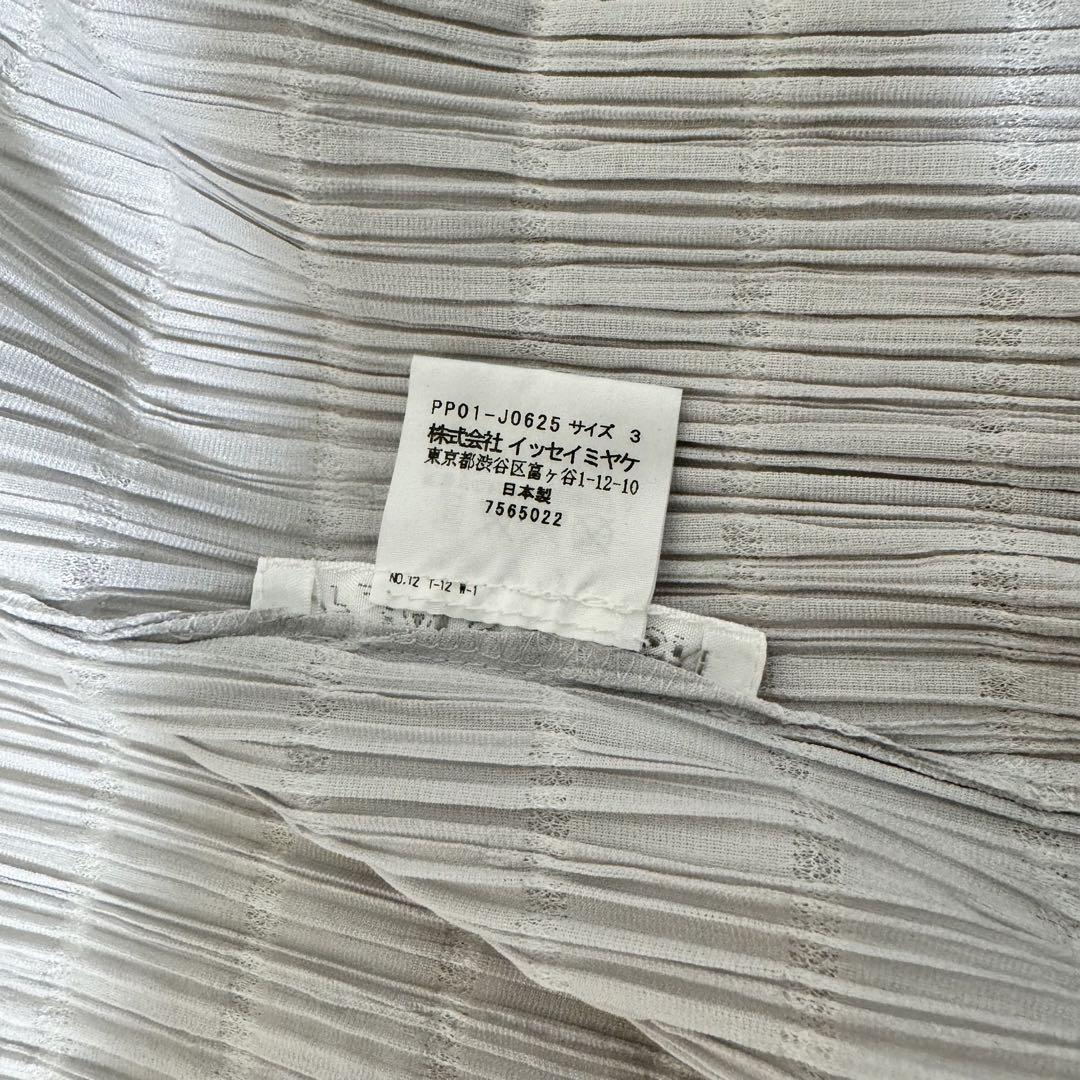 PP01-J0625 サイズ 3
株式会社 イッセイミヤケ
東京都渋谷区富ヶ谷1-12-10
日本製
7565022
NO.12 T-12 W-1